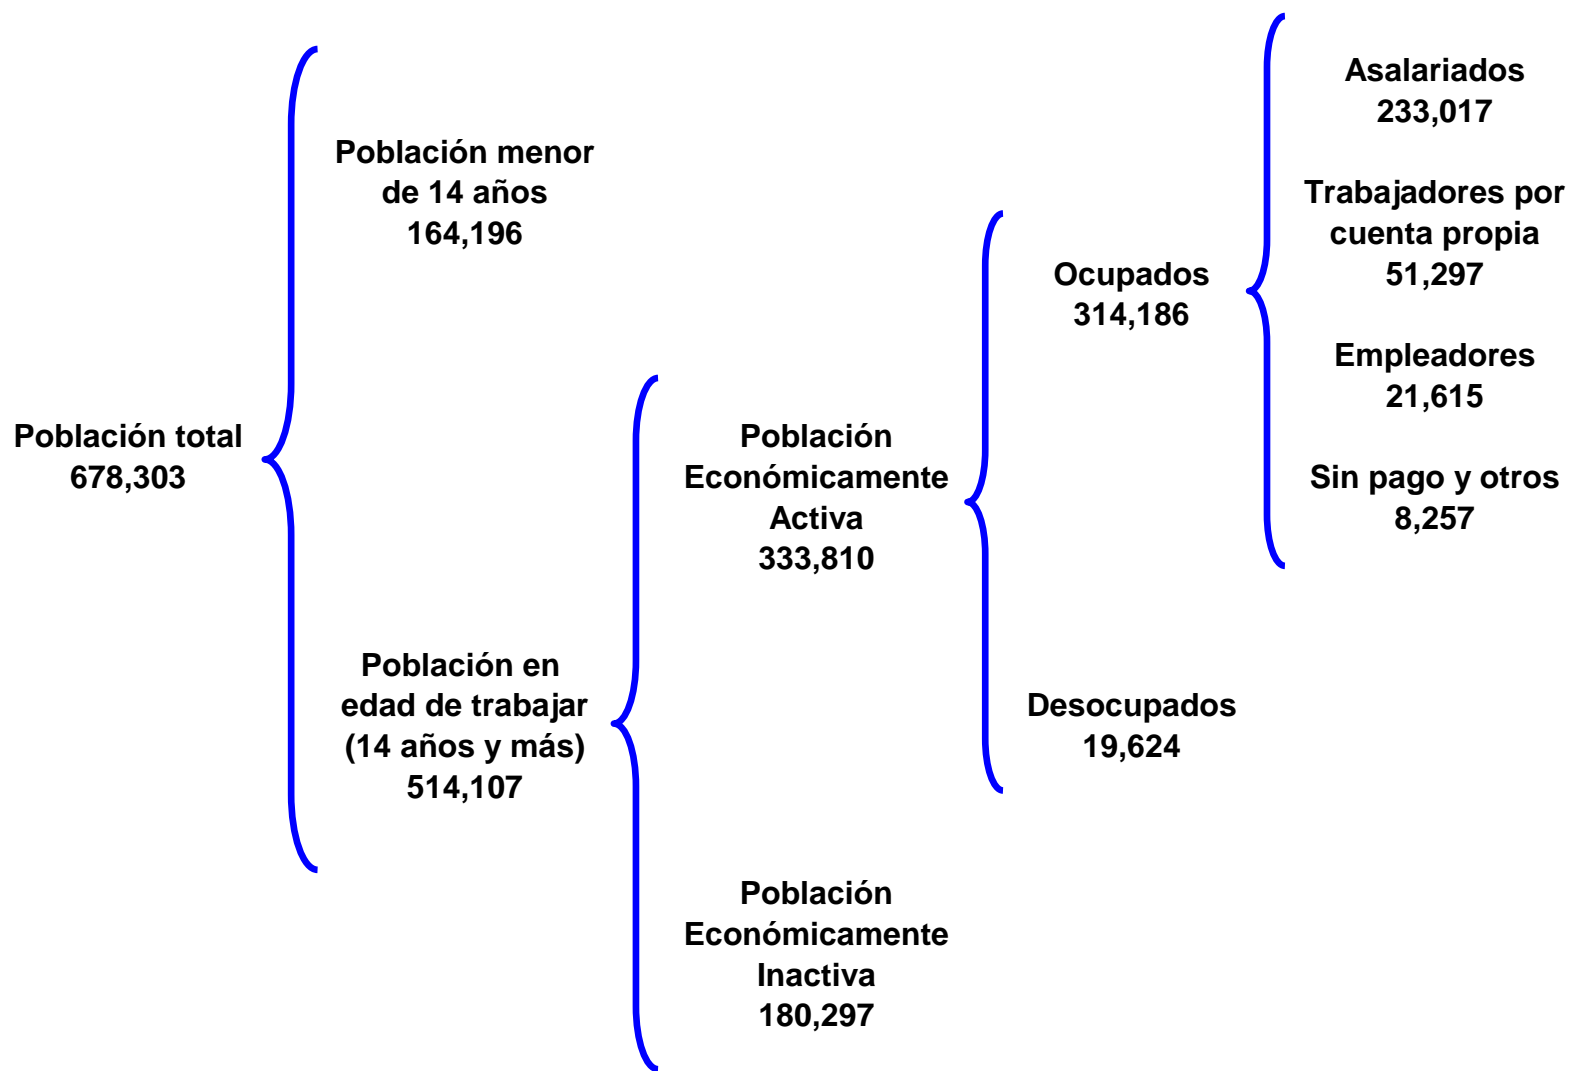 Población total
678,303
Población menor
de 14 años
164,196
Población en
edad de trabajar
(14 años y más)
514,107
Población
Económicamente
Activa
333,810
Población
Económicamente
Inactiva
180,297
Ocupados
314,186
Desocupados
19,624
Asalariados
233,017
Trabajadores por
cuenta propia
51,297
Empleadores
21,615
Sin pago y otros
8,257